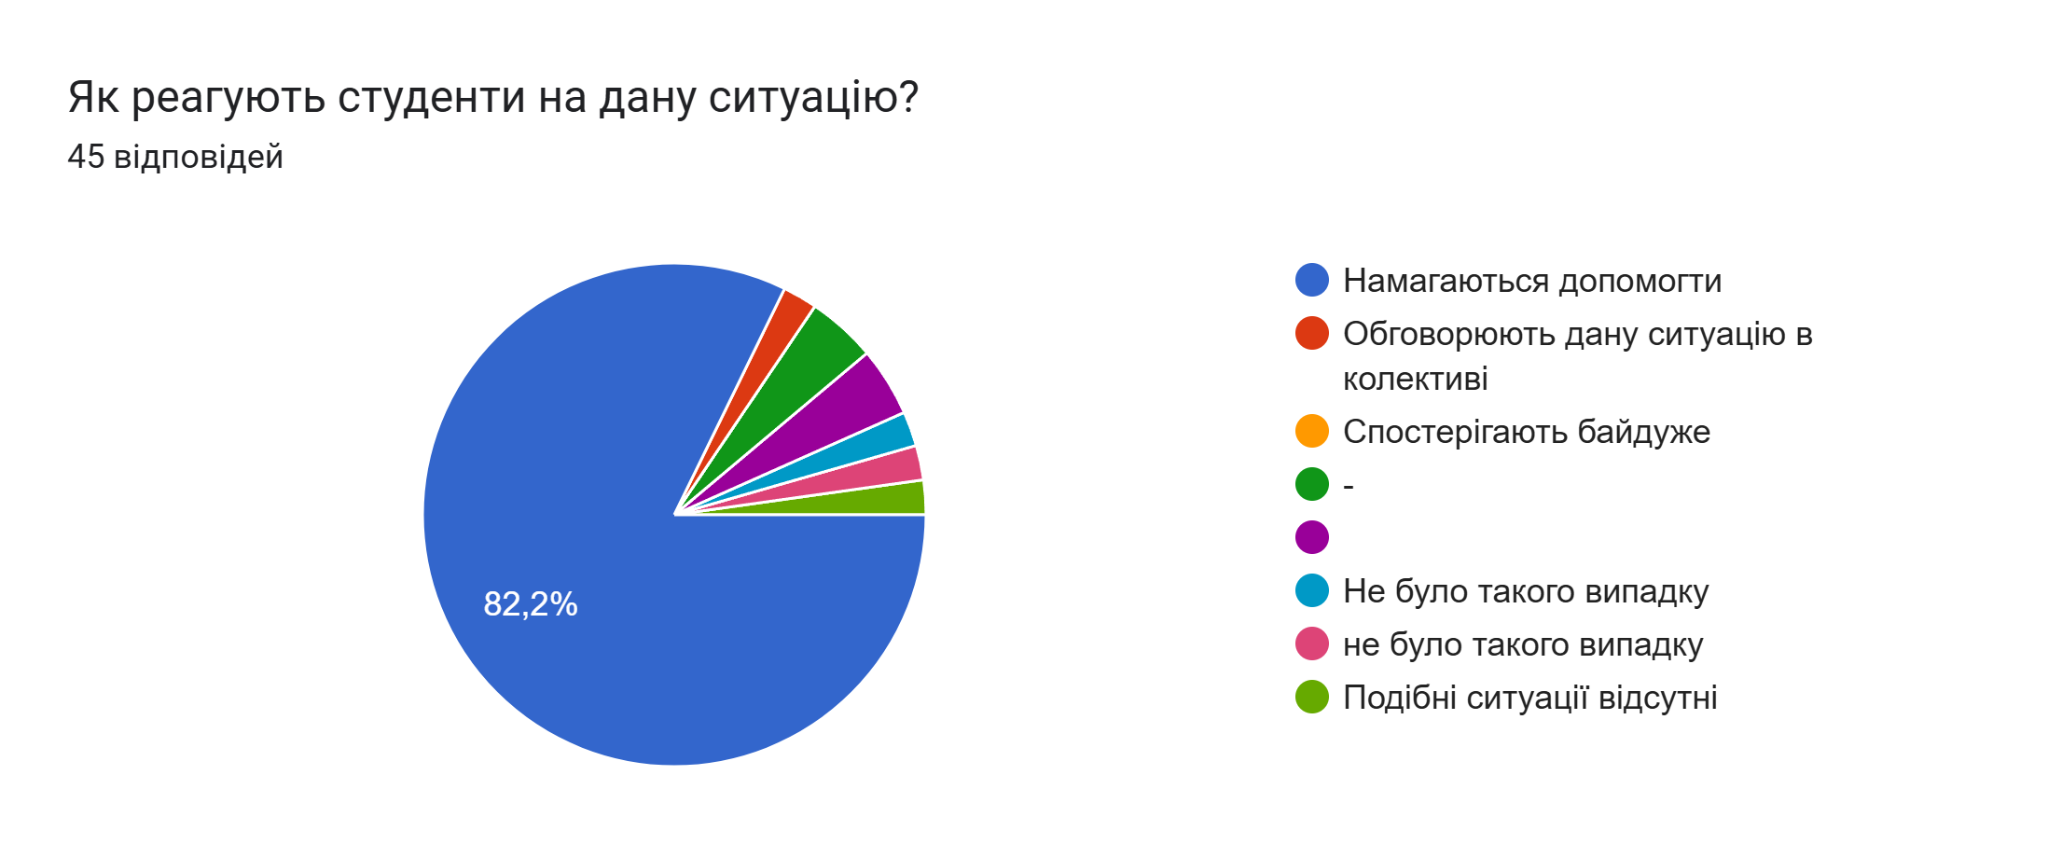 Як реагують студенти на дану ситуацію?
45 відповідей
82,2%
Намагаються допомогти
Обговорюють дану ситуацію в
колективі
Спостерігають байдуже
-
Не було такого випадку
не було такого випадку
Подібні ситуації відсутні